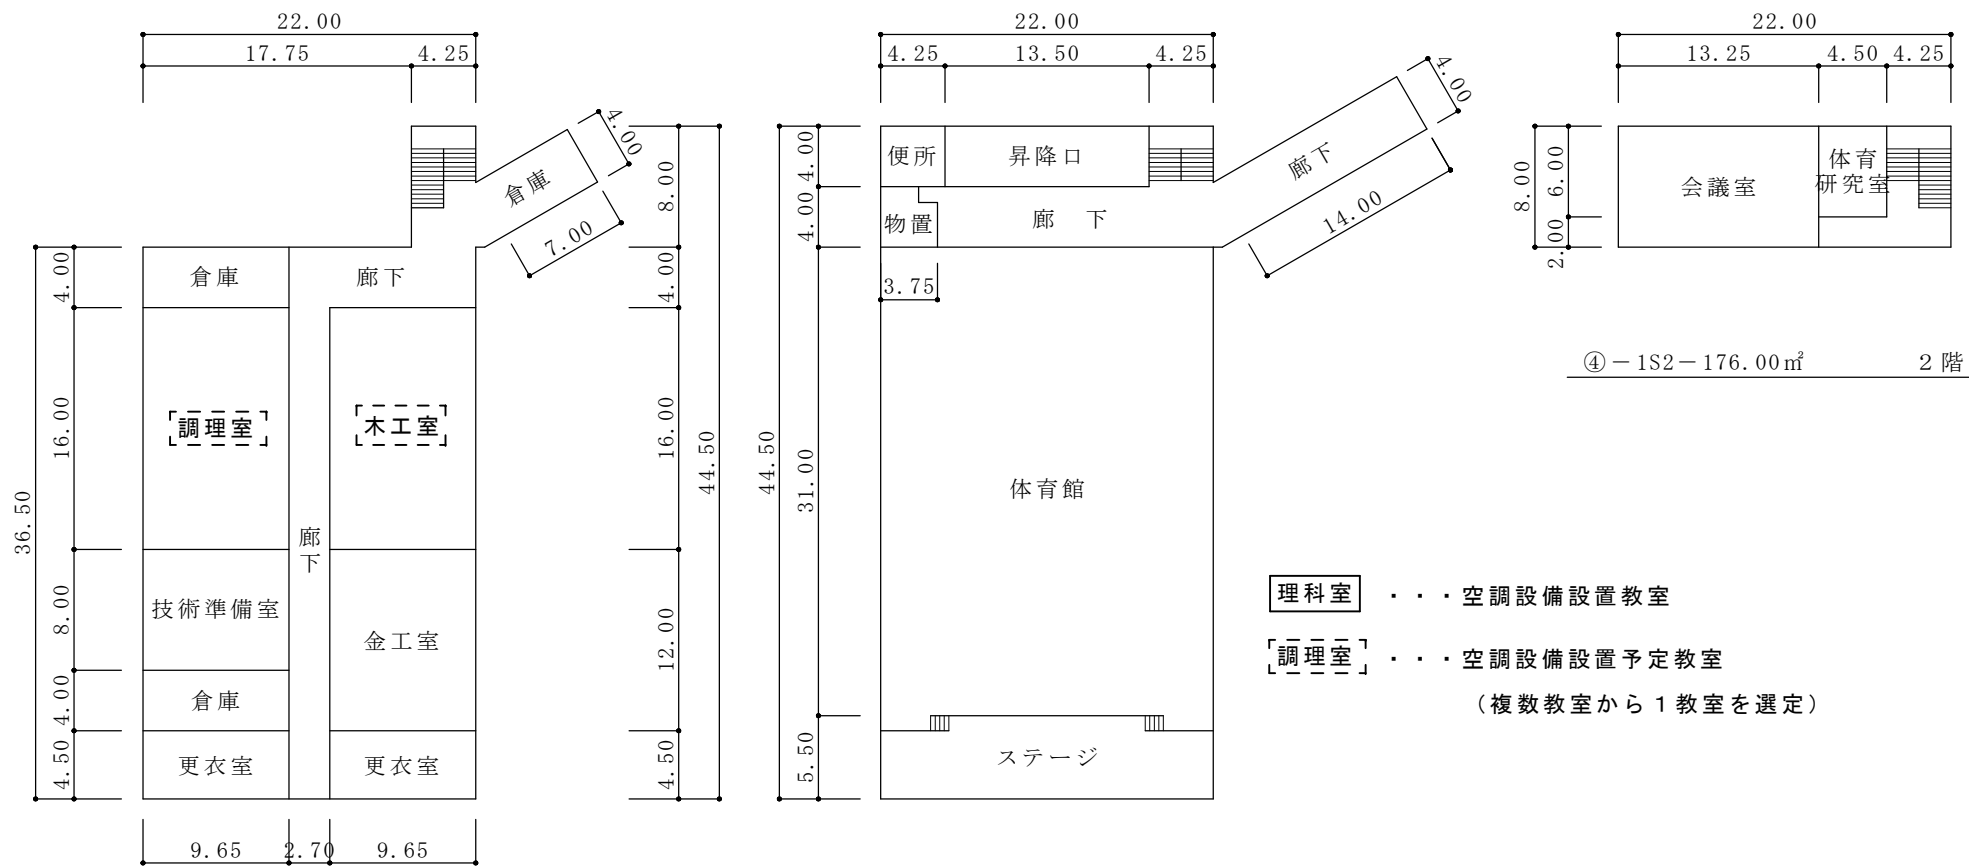 22.00
17.75
4.25
4.00
倉庫
7.00
8.00
36.50
4.00
倉庫
廊下
4.00
16.00
調理室
木工室
16.00
44.50
廊下
8.00
技術準備室
金工室
12.00
4.00
倉庫
4.50
更衣室
更衣室
4.50
9.65
2.70
9.65
22.00
4.25
13.50
4.25
4.00
4.00
便所
昇降口
廊下
14.00
4.00
物置
廊 下
3.75
44.50
31.00
体育館
5.50
ステージ
22.00
13.25
4.50
4.25
8.00
6.00
2.00
会議室
体育
研究室
④－1S2－176.00㎡ 2階
理科室 ・・・空調設備設置教室
調理室 ・・・空調設備設置予定教室
（複数教室から１教室を選定）